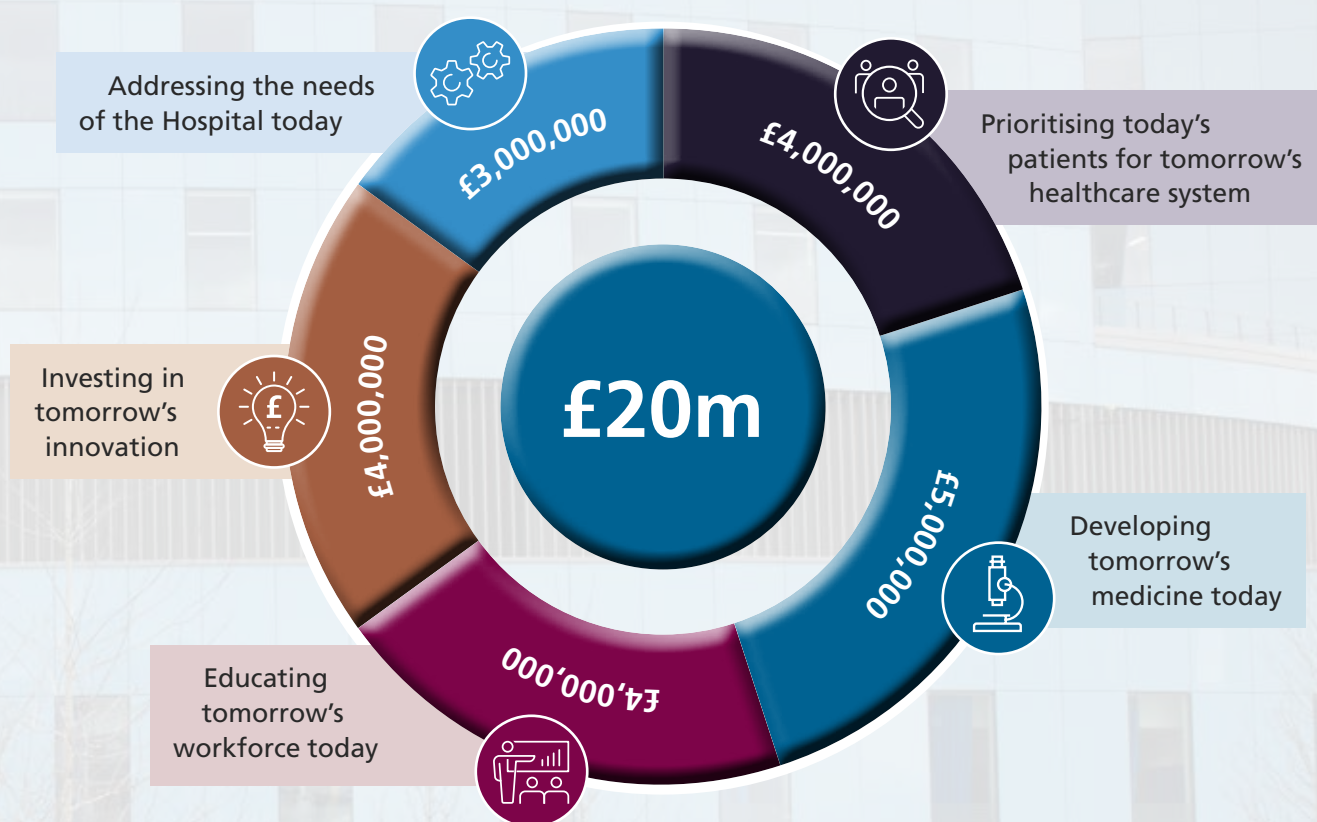 Addressing the needs
of the Hospital today
£3,000,000
£4,000,000
Prioritising today’s
patients for tomorrow’s
healthcare system
Investing in
tomorrow’s
innovation
£
£4,000,000
£20m
£5,000,000
Developing
tomorrow’s
medicine today
Educating
tomorrow’s
workforce today
£4,000,000